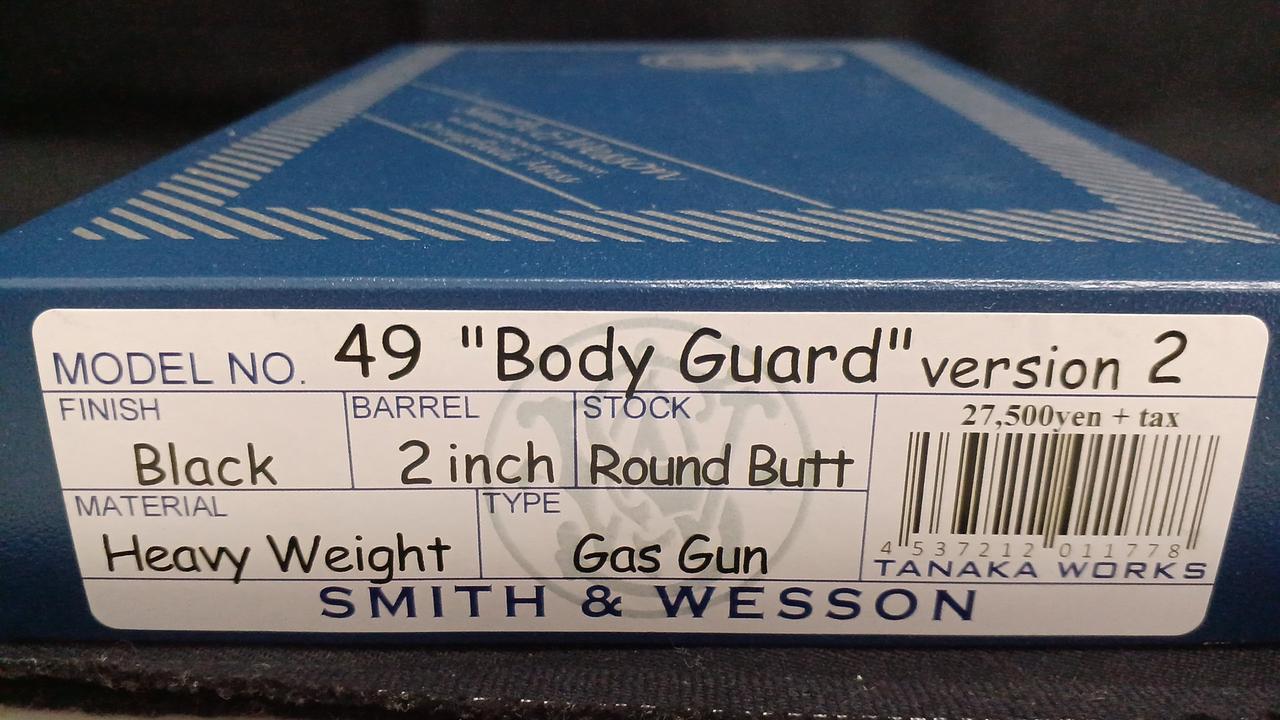 MODEL NO. 49 "Body Guard" version 2
FINISH
Black
BARREL
2 inch
STOCK
Round Butt
27,500yen + tax
MATERIAL
Heavy Weight
TYPE
Gas Gun
4 537212 011778
TANAKA WORKS
SMITH & WESSON